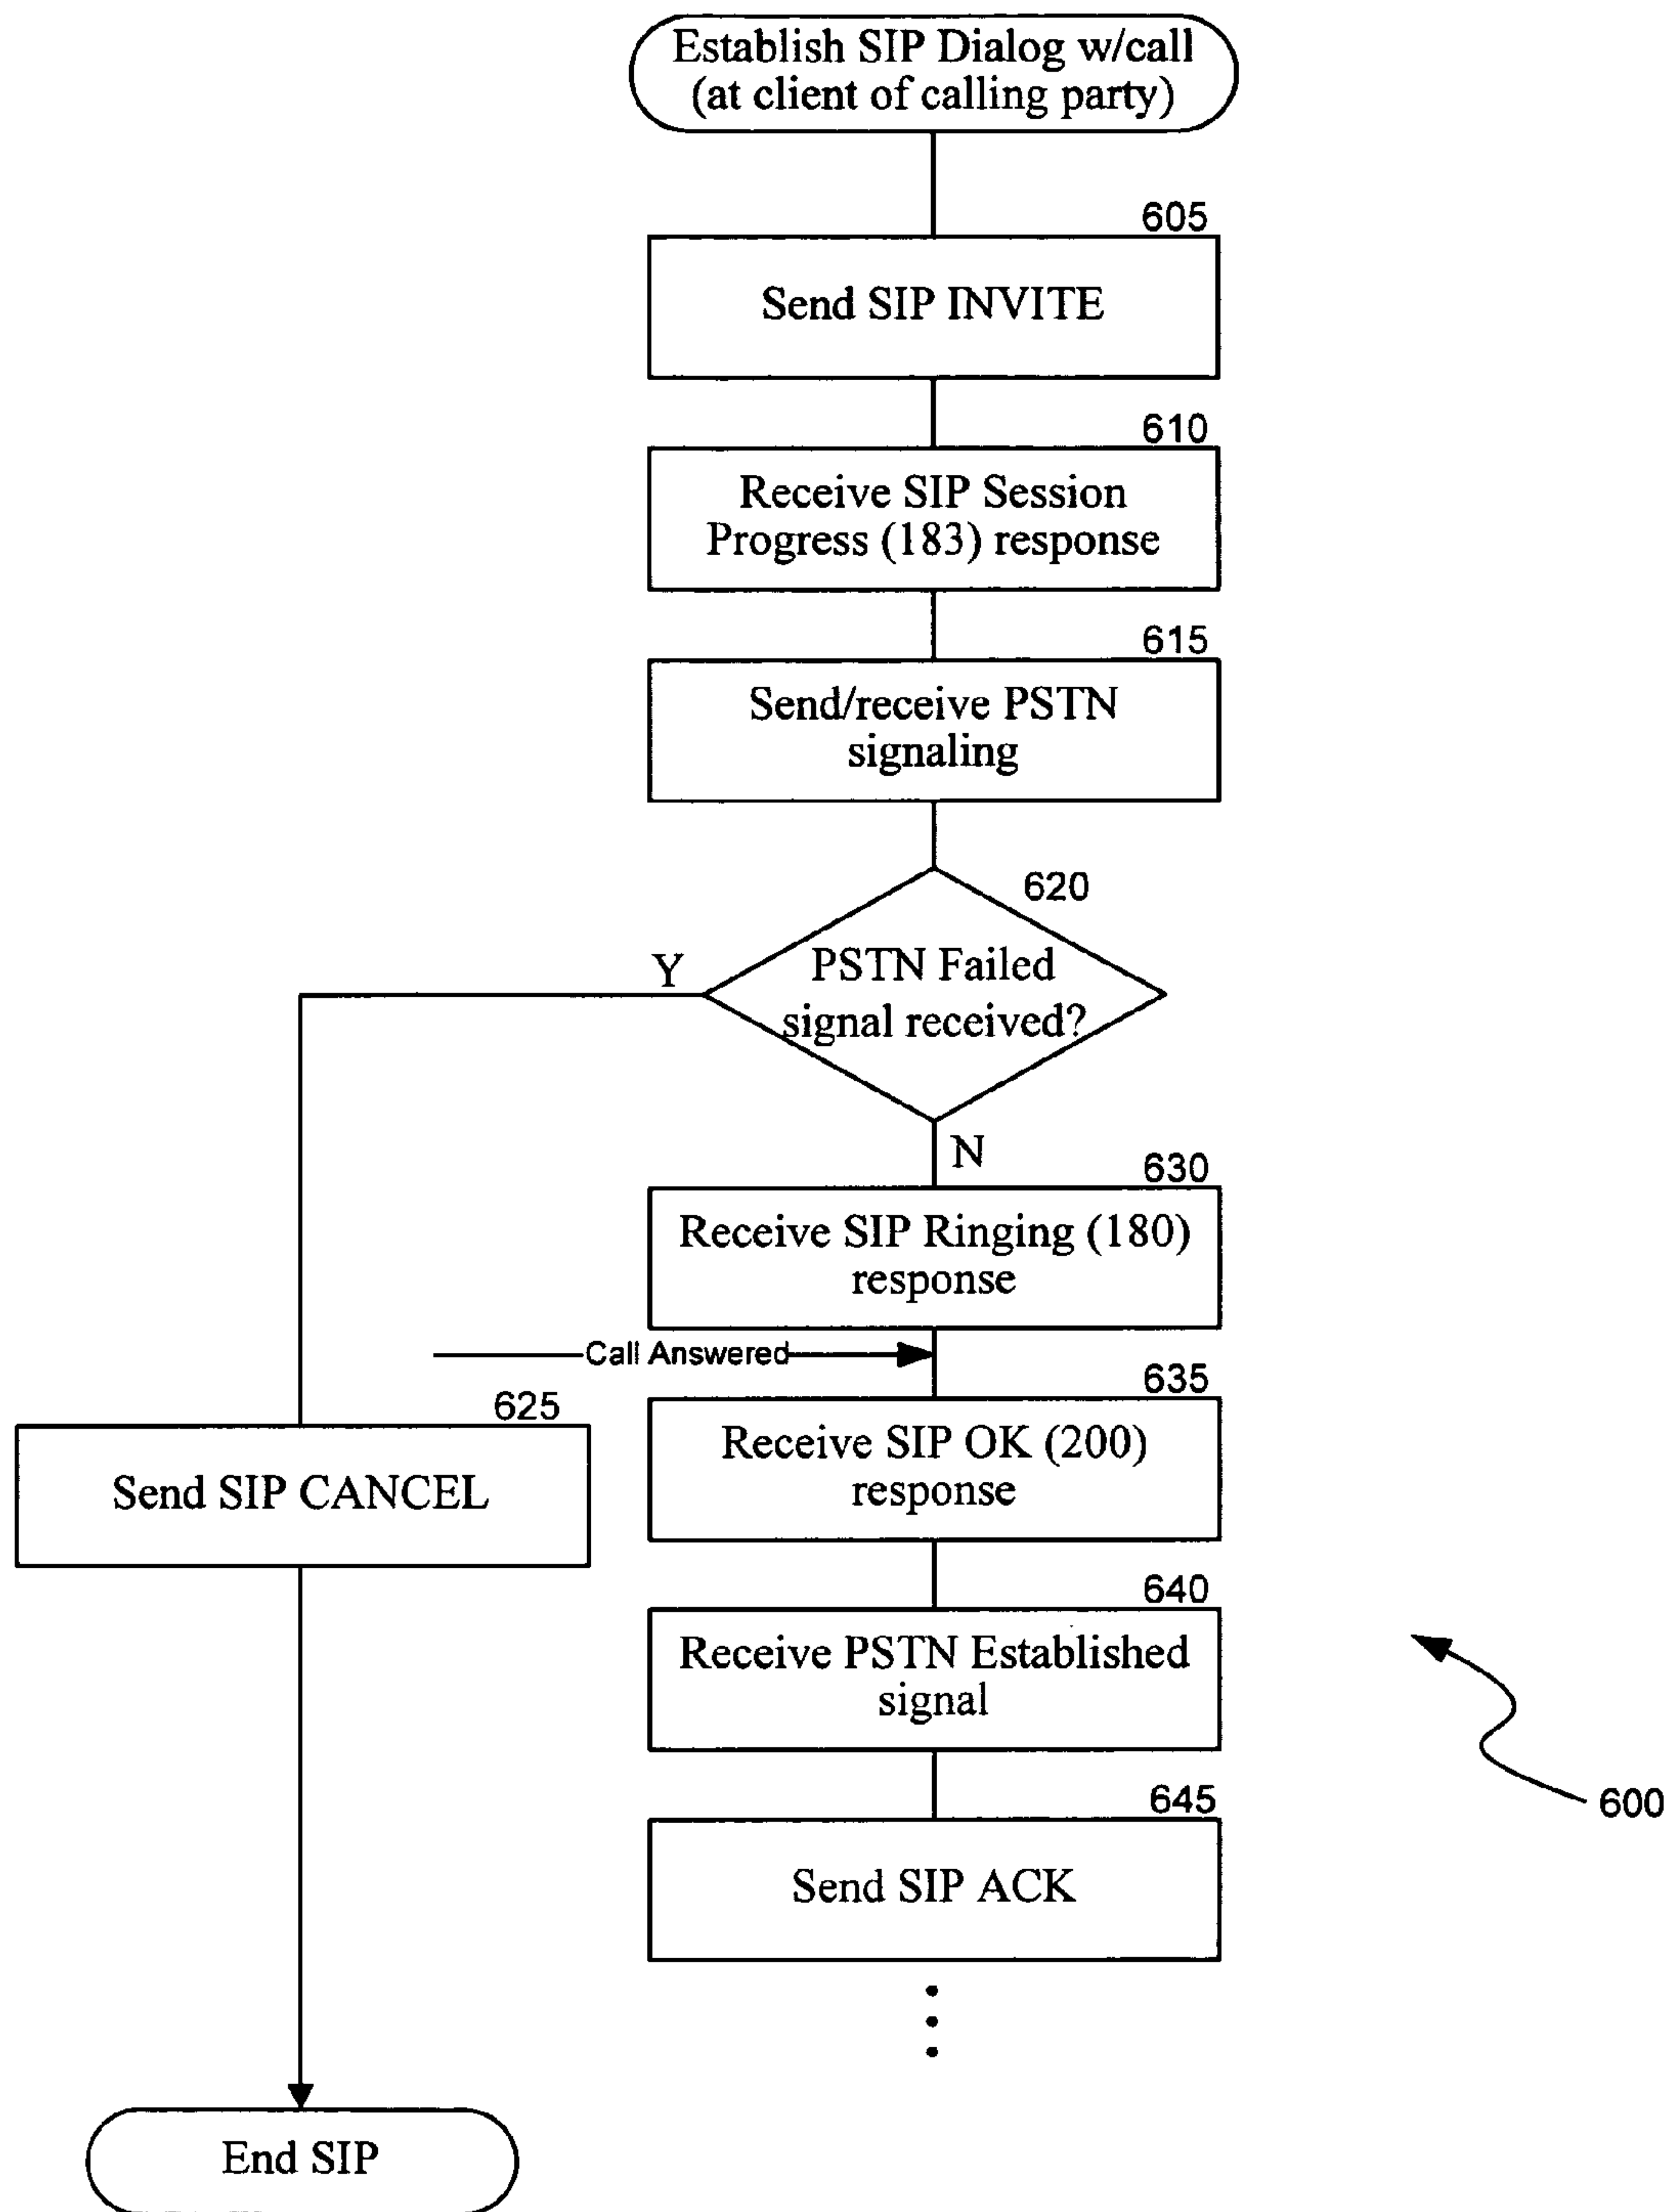 Establish SIP Dialog w/call
(at client of calling party)
605
Send SIP INVITE
610
Receive SIP Session
Progress (183) response
615
Send/receive PSTN
signaling
620
PSTN Failed
signal received?
Y
N
630
Receive SIP Ringing (180)
response
Call Answered
635
Receive SIP OK (200)
response
625
Send SIP CANCEL
640
Receive PSTN Established
signal
645
Send SIP ACK
600
End SIP